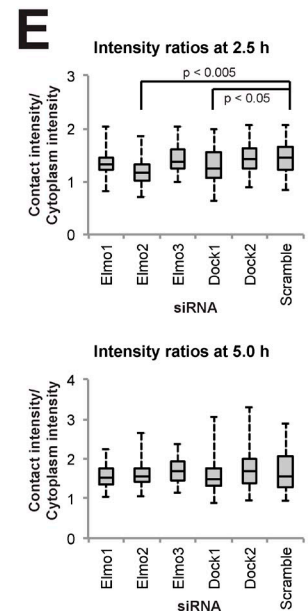 E
Intensity ratios at 2.5 h
Contact intensity/
Cytoplasm intensity
3
2
1
0
p < 0.005
p < 0.05
Elmo1
Elmo2
Elmo3
Dock1
Dock2
Scramble
siRNA
Intensity ratios at 5.0 h
Contact intensity/
Cytoplasm intensity
4
3
2
1
0
Elmo1
Elmo2
Elmo3
Dock1
Dock2
Scramble
siRNA